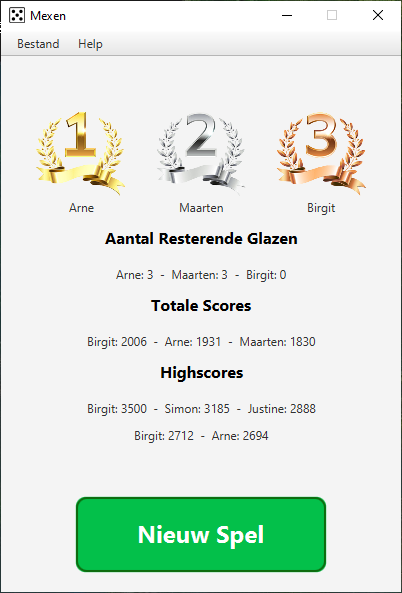 Mexen
Bestand Help
1 2 3
Arne Maarten Birgit
Aantal Resterende Glazen
Arne: 3 - Maarten: 3 - Birgit: 0
Totale Scores
Birgit: 2006 - Arne: 1931 - Maarten: 1830
Highscores
Birgit: 3500 - Simon: 3185 - Justine: 2888
Birgit: 2712 - Arne: 2694
Nieuw Spel